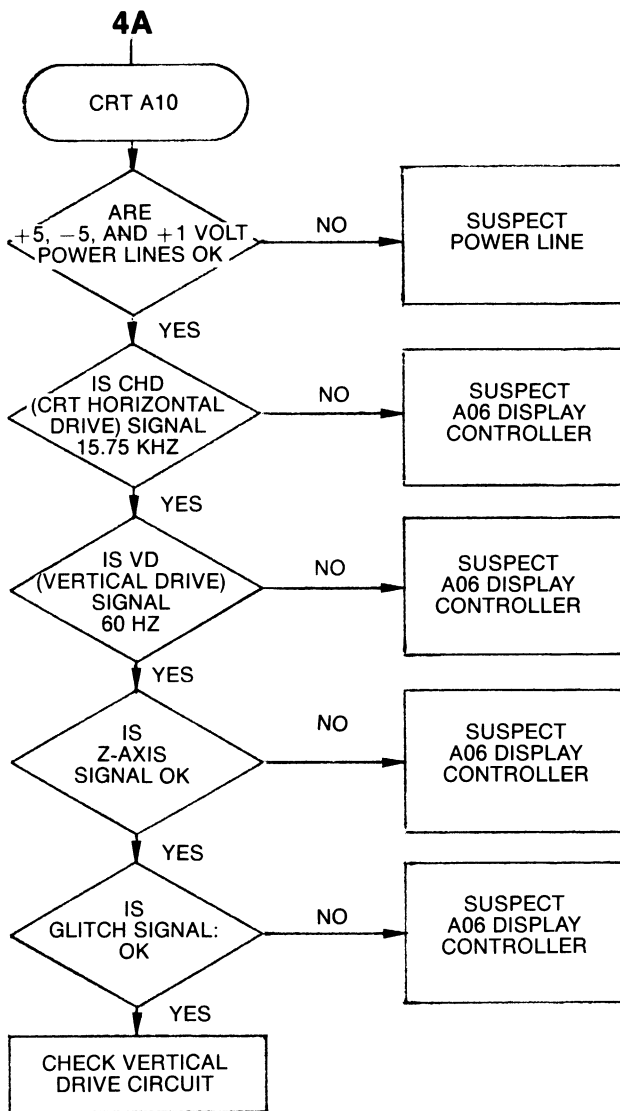 4A
CRT A10
ARE
+5, −5, AND +1 VOLT
POWER LINES OK
NO
SUSPECT
POWER LINE
YES
IS CHD
(CRT HORIZONTAL
DRIVE) SIGNAL
15.75 KHZ
NO
SUSPECT
A06 DISPLAY
CONTROLLER
YES
IS VD
(VERTICAL DRIVE)
SIGNAL
60 HZ
NO
SUSPECT
A06 DISPLAY
CONTROLLER
YES
IS
Z-AXIS
SIGNAL OK
NO
SUSPECT
A06 DISPLAY
CONTROLLER
YES
IS
GLITCH SIGNAL:
OK
NO
SUSPECT
A06 DISPLAY
CONTROLLER
YES
CHECK VERTICAL
DRIVE CIRCUIT